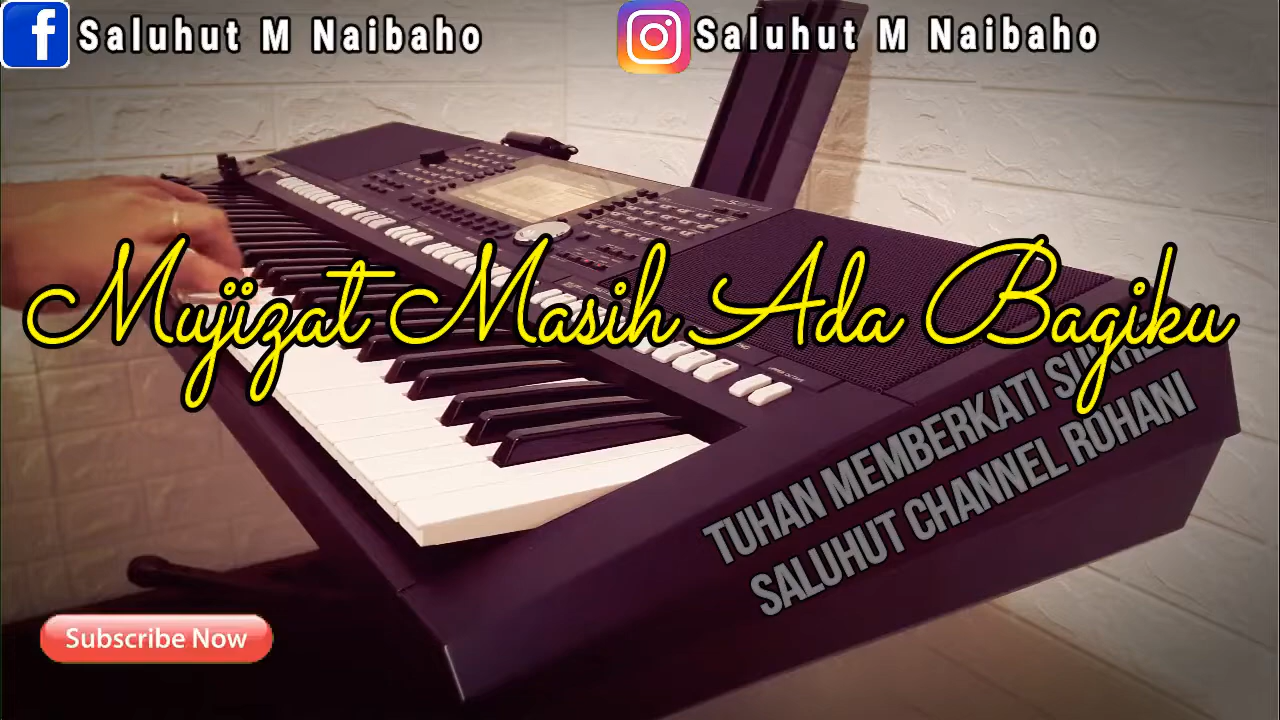 Saluhut M Naibaho
Saluhut M Naibaho
Mujizat Masih Ada Bagiku
TUHAN MEMBERKATI
SALUHUT CHANNEL ROHANI
Subscribe Now